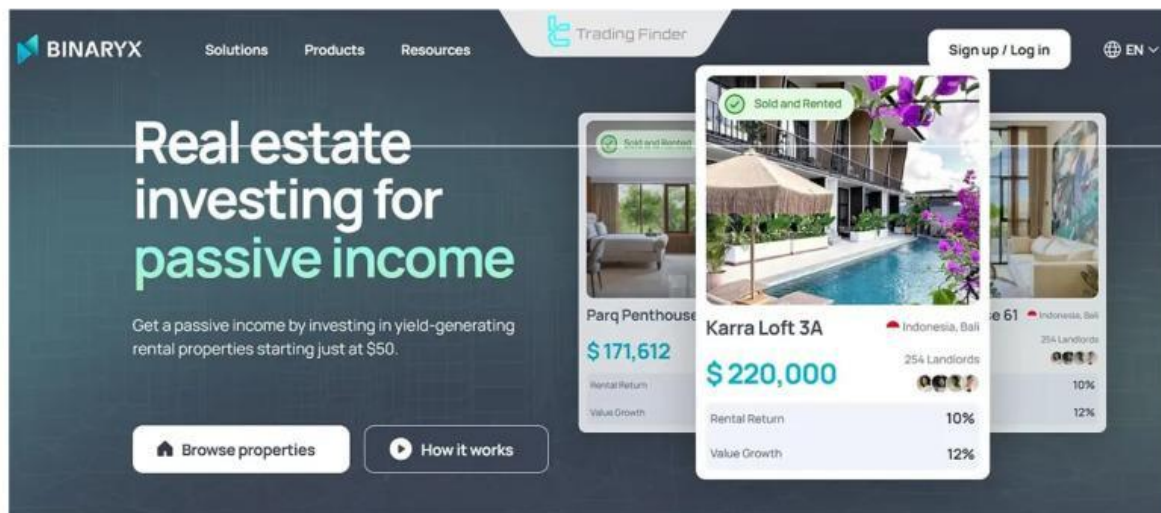 BINARYX
Solutions
Products
Resources
Trading Finder
Sign up / Log in
EN
Real estate
investing for
passive income
Get a passive income by investing in yield-generating
rental properties starting just at $50.
Browse properties
How it works
Sold and Rented
Parq Penthouse
$171,612
Rental Return
Value Growth
Sold and Rented
Karra Loft 3A
Indonesia, Bali
254 Landlords
$220,000
Rental Return
10%
Value Growth
12%
e 61
Indonesia, Bali
254 Landlords
10%
12%